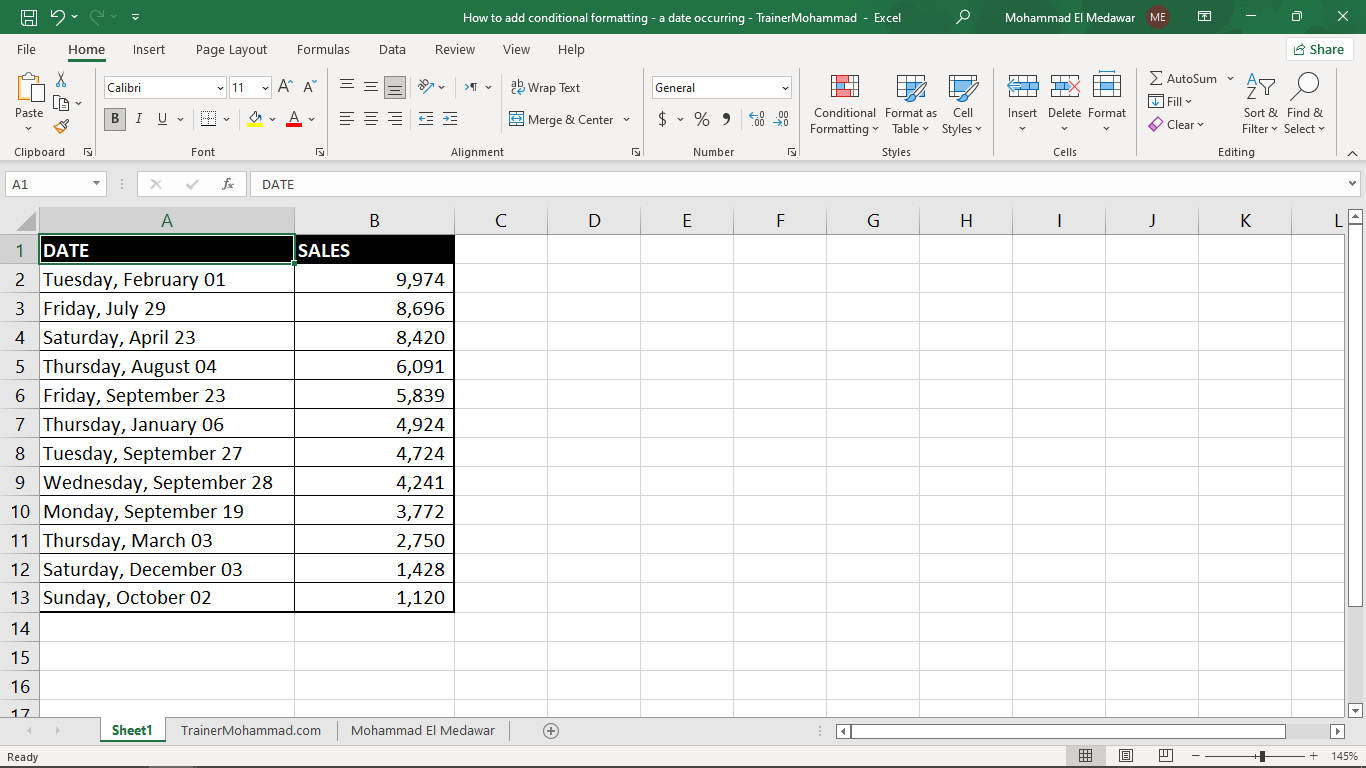 How to add conditional formatting - a date occurring - TrainerMohammad - Excel
Mohammad El Medawar ME
File Home Insert Page Layout Formulas Data Review View Help Share
Paste
Calibri 11 A A
B I U A
ab Wrap Text
Merge & Center
General
$ %
Conditional Formatting
Format as Table
Cell Styles
Insert Delete Format
AutoSum
Fill
Clear
Sort & Filter
Find & Select
Clipboard Font Alignment Number Styles Cells Editing
A1 fx DATE
A B C D E F G H I J K L
1 DATE SALES
2 Tuesday, February 01 9,974
3 Friday, July 29 8,696
4 Saturday, April 23 8,420
5 Thursday, August 04 6,091
6 Friday, September 23 5,839
7 Thursday, January 06 4,924
8 Tuesday, September 27 4,724
9 Wednesday, September 28 4,241
10 Monday, September 19 3,772
11 Thursday, March 03 2,750
12 Saturday, December 03 1,428
13 Sunday, October 02 1,120
14
15
16
17
Sheet1 TrainerMohammad.com Mohammad El Medawar
Ready 145%